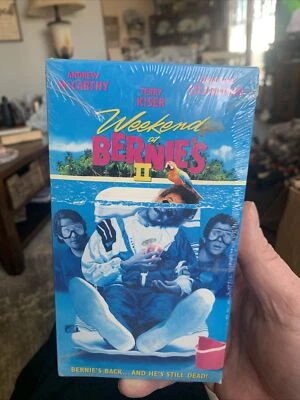 ANDREW
McCARTHY
TERRY
KISER
Weekend
at
BERNIE'S
II
BERNIE'S BACK...AND HE'S STILL DEAD!